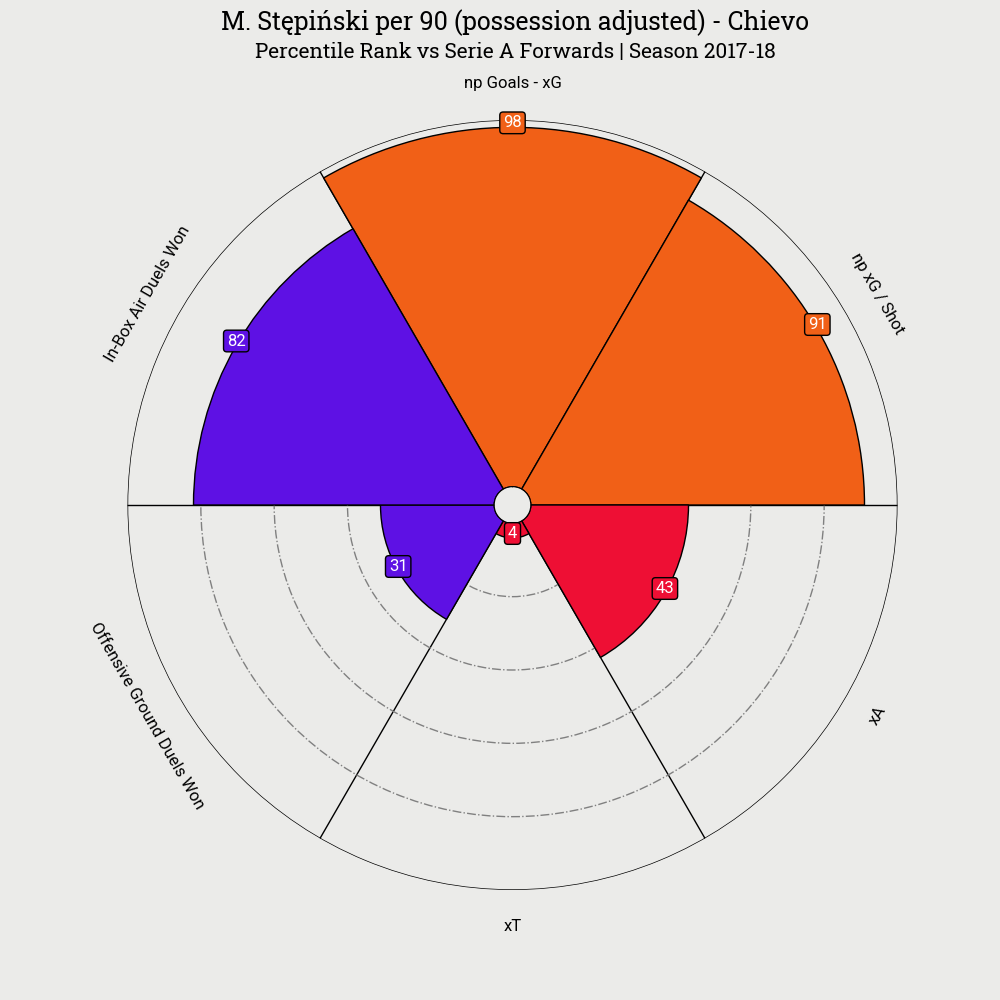 M. Stępiński per 90 (possession adjusted) - Chievo
Percentile Rank vs Serie A Forwards | Season 2017-18
np Goals - xG
98
np xG / Shot
91
In-Box Air Duels Won
82
4
31
43
Offensive Ground Duels Won
xA
xT